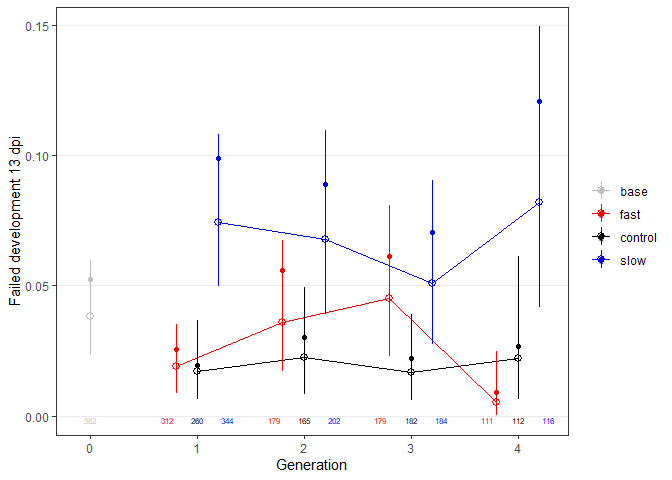 0.15
0.10
0.05
0.00
Failed development 13 dpi
552 312 260 344 179 165 202 179 182 184 111 112 116
0 1 2 3 4
Generation
base
fast
control
slow